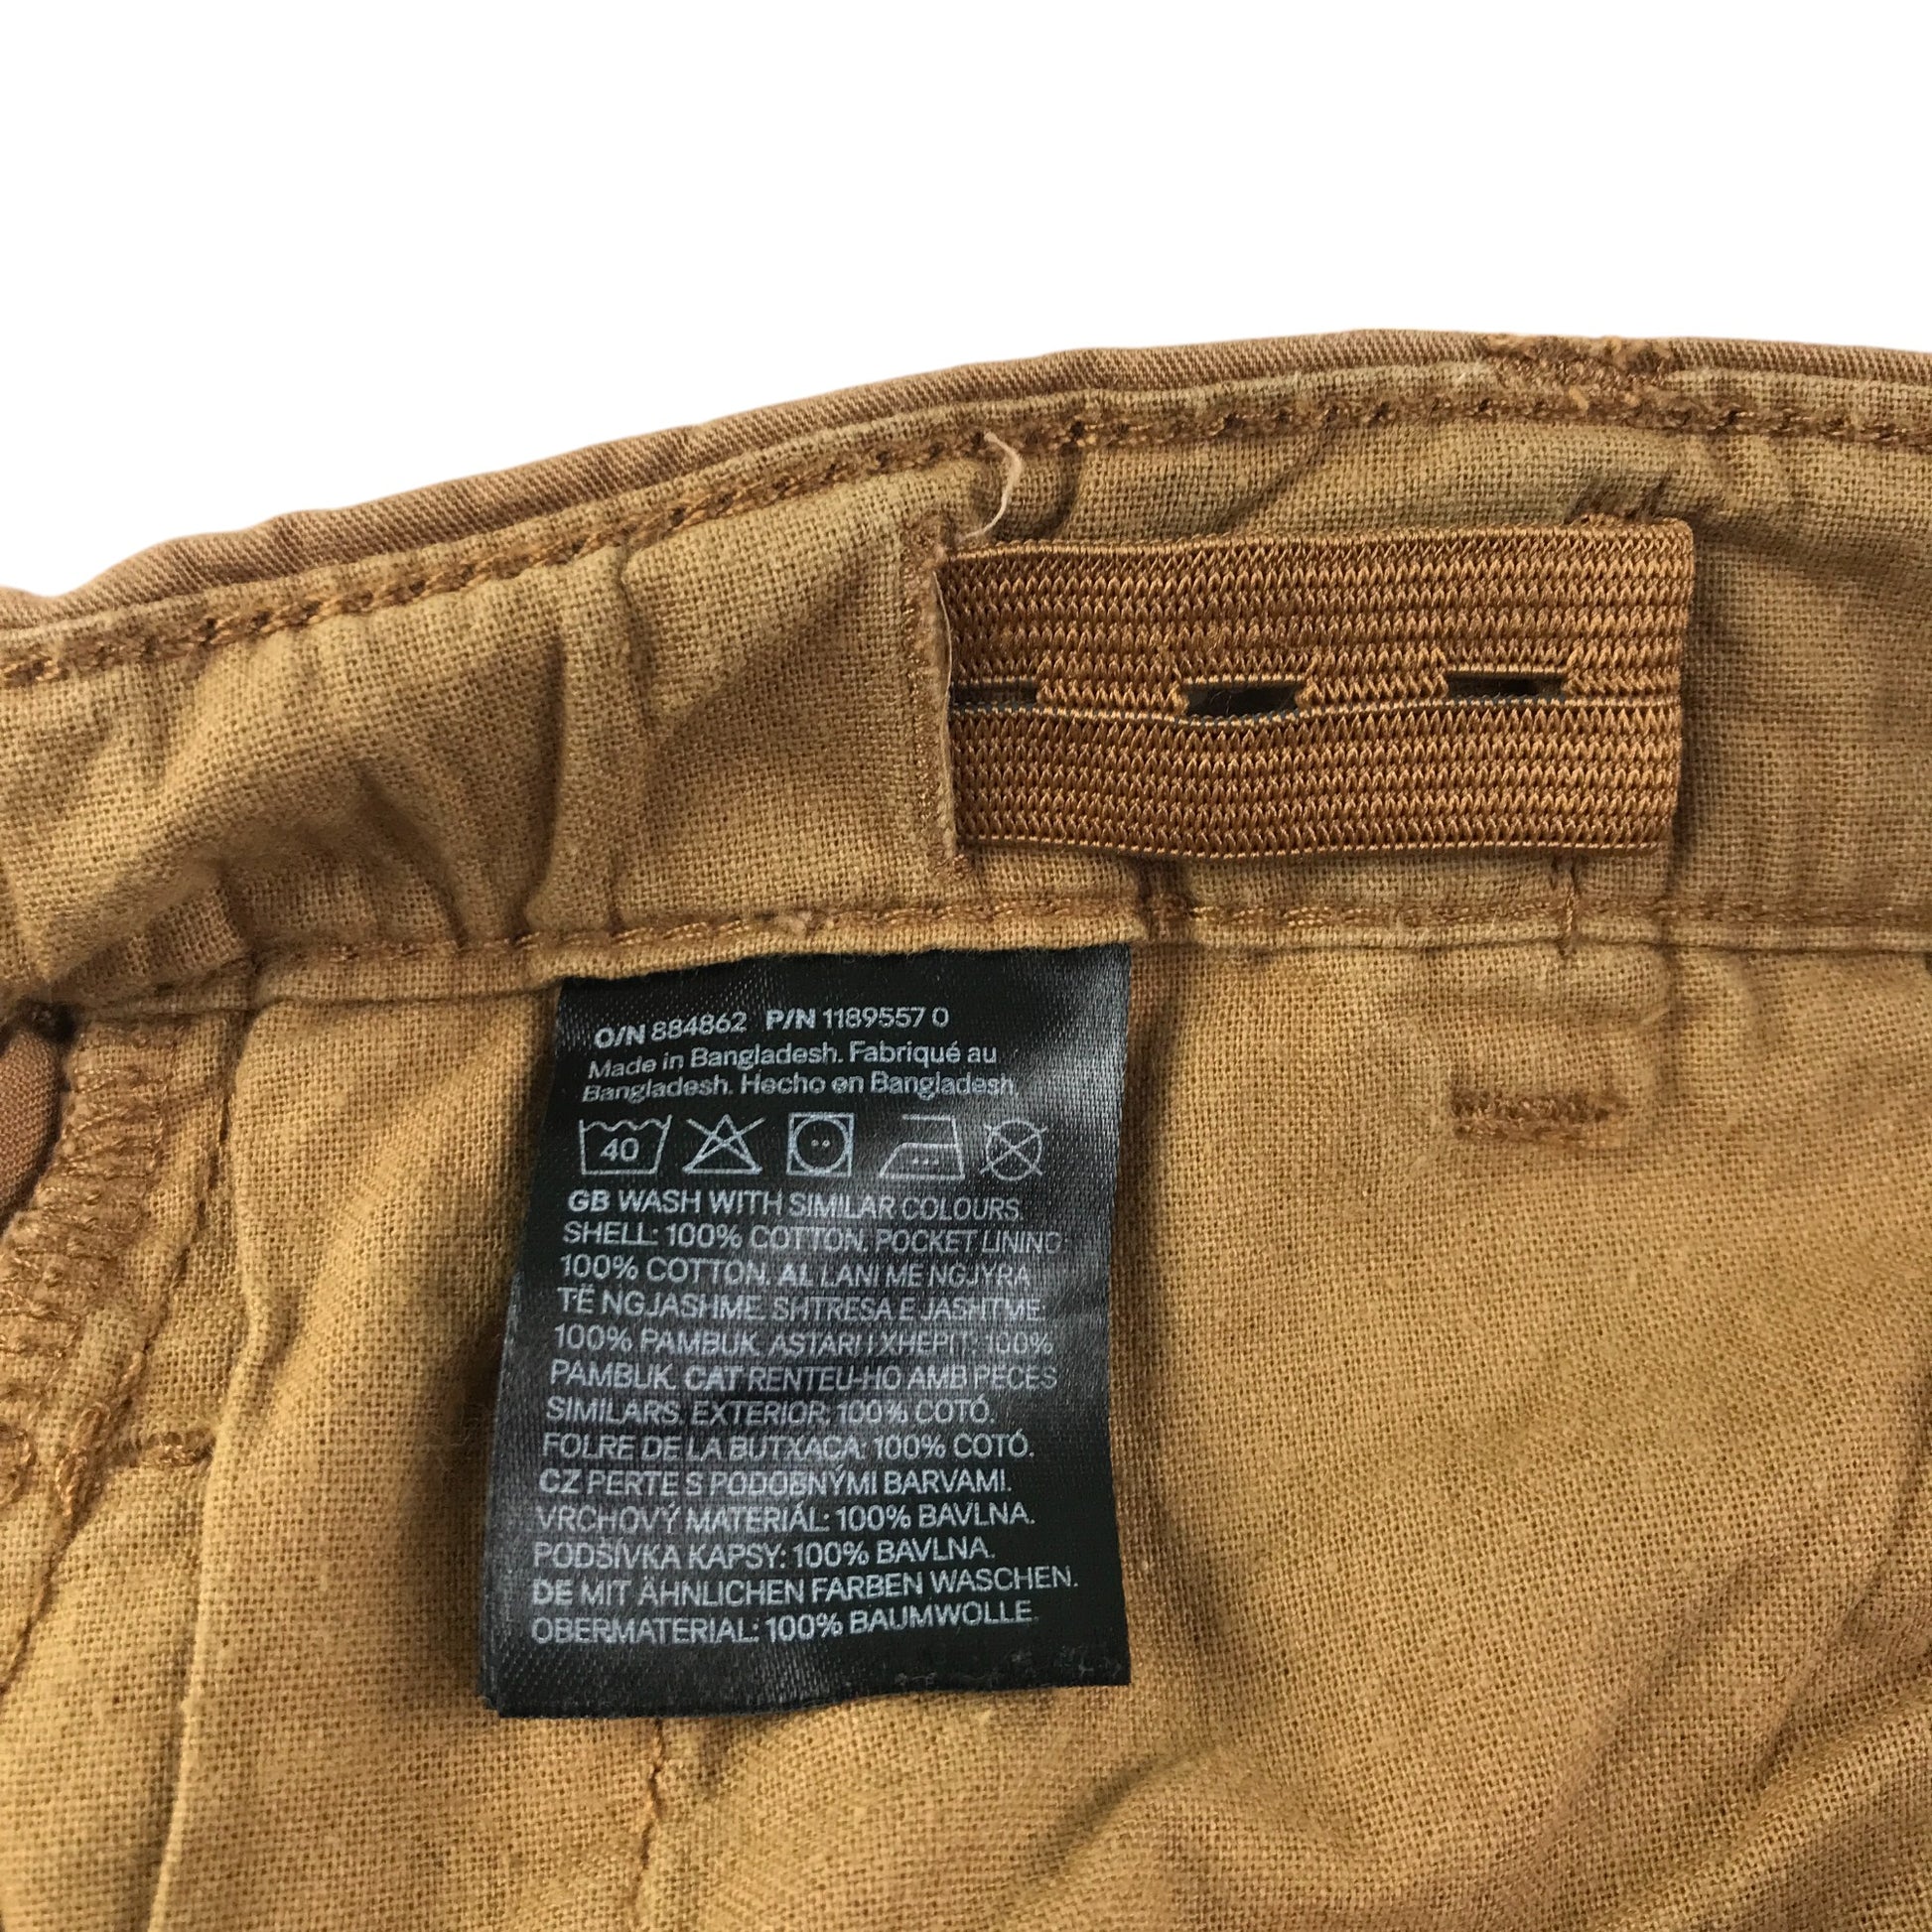 O/N 884862 P/N 1189557 0
Made in Bangladesh. Fabriqué au
Bangladesh. Hecho en Bangladesh.
40
GB WASH WITH SIMILAR COLOURS.
SHELL: 100% COTTON. POCKET LINING:
100% COTTON. AL LANI ME NGJYRA
TË NGJASHME. SHTRESA E JASHTME:
100% PAMBUK. ASTARI I XHEPIT: 100%
PAMBUK. CAT RENTEU-HO AMB PECES
SIMILARS. EXTERIOR: 100% COTÓ.
FOLRE DE LA BUTXACA: 100% COTÓ.
CZ PERTE S PODOBNÝMI BARVAMI.
VRCHOVÝ MATERIÁL: 100% BAVLNA.
PODŠÍVKA KAPSY: 100% BAVLNA.
DE MIT ÄHNLICHEN FARBEN WASCHEN.
OBERMATERIAL: 100% BAUMWOLLE.